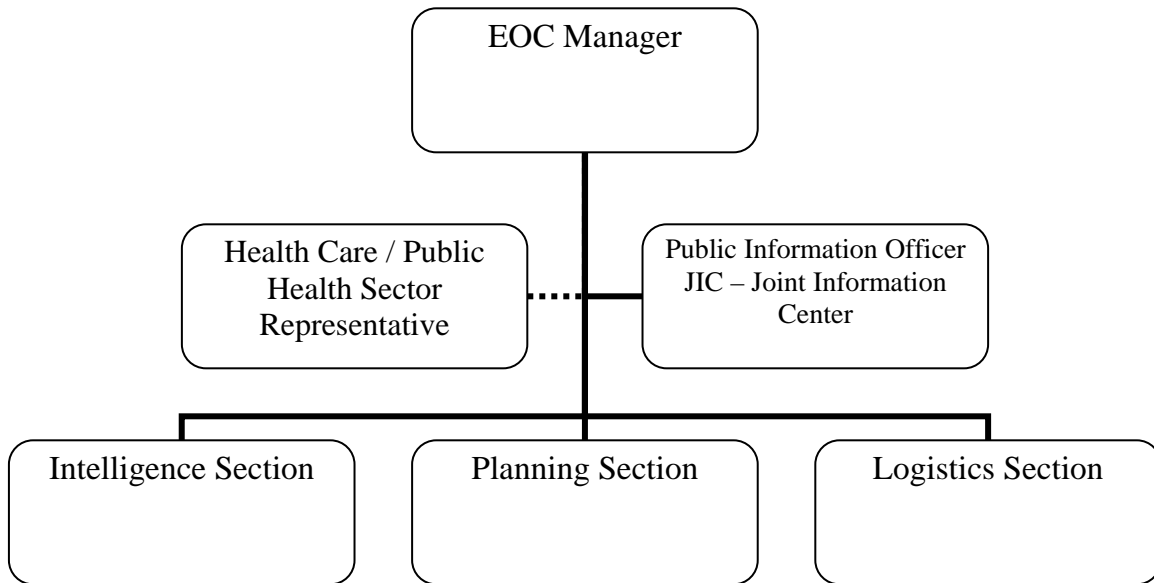 EOC Manager
Health Care / Public
Health Sector
Representative
Public Information Officer
JIC – Joint Information
Center
Intelligence Section
Planning Section
Logistics Section